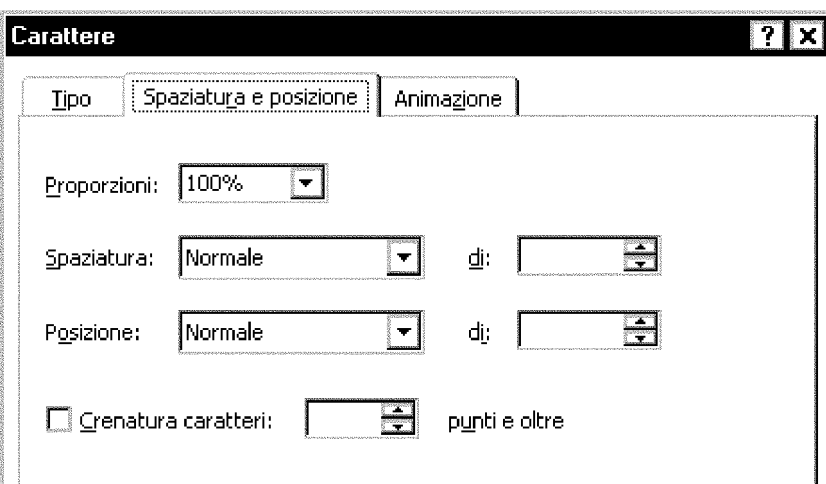 Carattere
Tipo Spaziatura e posizione Animazione
Proporzioni: 100%
Spaziatura: Normale di:
Posizione: Normale di:
Crenatura caratteri: punti e oltre